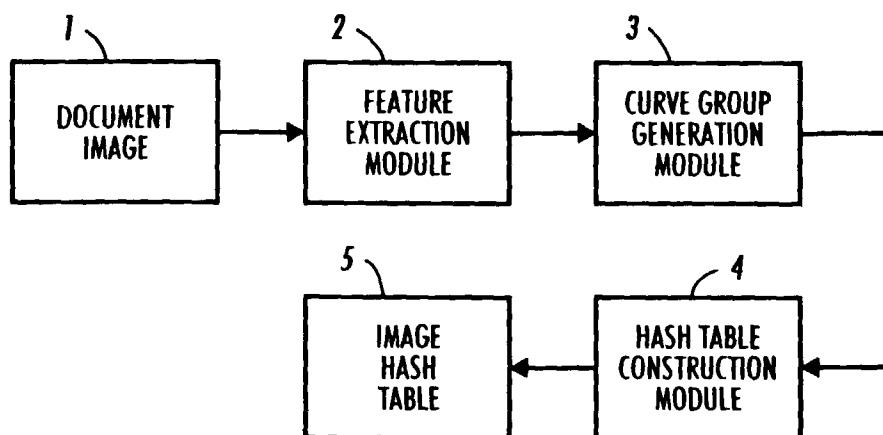 1
DOCUMENT
IMAGE
2
FEATURE
EXTRACTION
MODULE
3
CURVE GROUP
GENERATION
MODULE
5
IMAGE
HASH
TABLE
4
HASH TABLE
CONSTRUCTION
MODULE